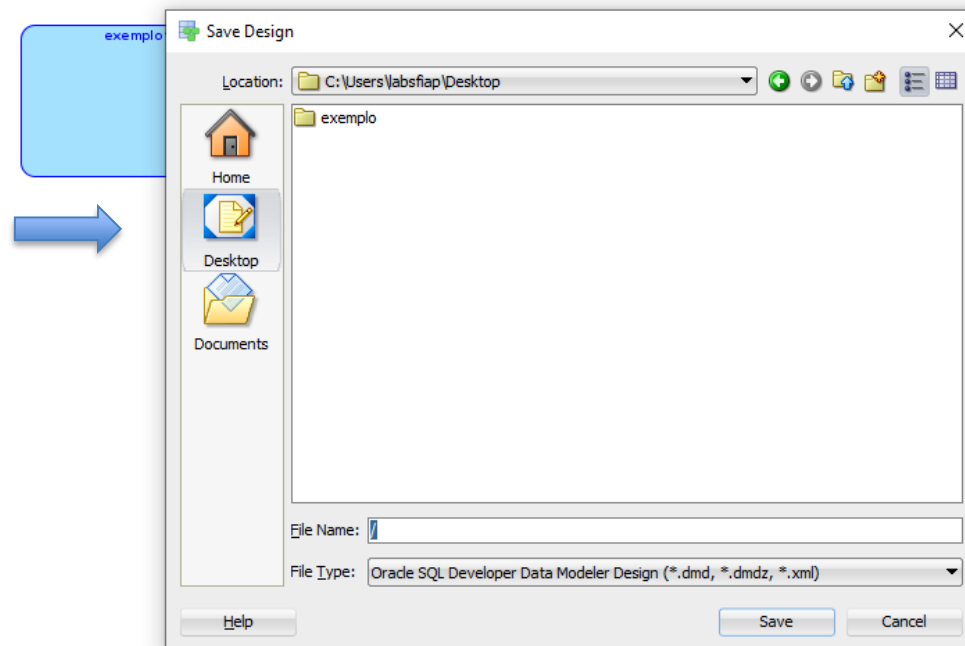 exemplo
Save Design
Location: C:\Users\labsfiap\Desktop
exemplo
Home
Desktop
Documents
File Name: /
File Type: Oracle SQL Developer Data Modeler Design (*.dmd, *.dmdz, *.xml)
Help
Save
Cancel